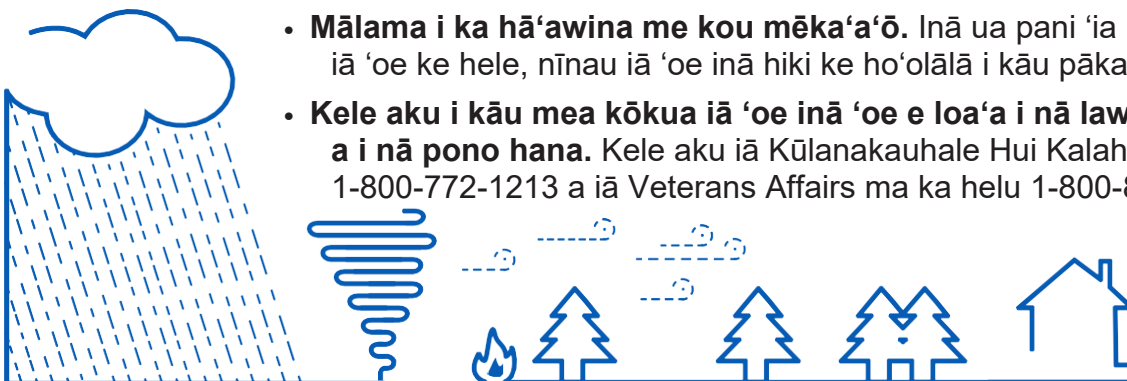 • Mālama i ka hāʻawina me kou mēkaʻaʻō. Inā ua pani ʻia
iā ʻoe ke hele, nīnau iā ʻoe inā hiki ke hoʻolālā i kāu pāka
• Kele aku i kāu mea kōkua iā ʻoe inā ʻoe e loaʻa i nā law
a i nā pono hana. Kele aku iā Kūlanakauhale Hui Kalah
1-800-772-1213 a iā Veterans Affairs ma ka helu 1-800-8